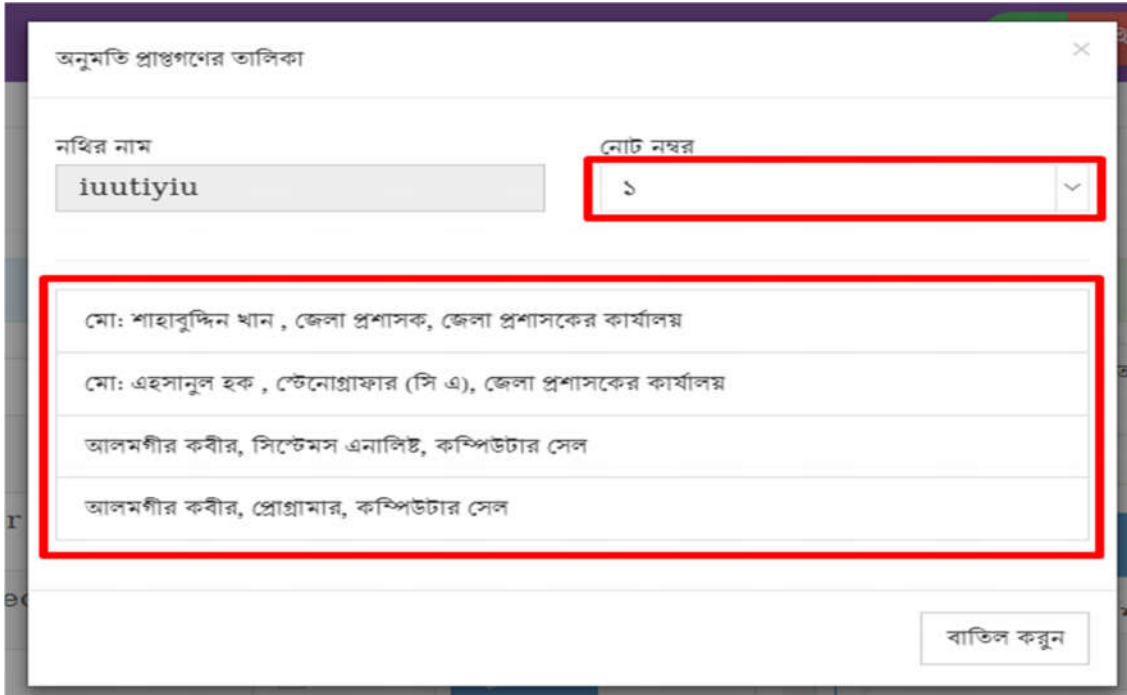 অনুমতি প্রাপ্তগণের তালিকা
নথির নাম
নোট নম্বর
iuutiyiu
১
মো: শাহাবুদ্দিন খান , জেলা প্রশাসক, জেলা প্রশাসকের কার্যালয়
মো: এহসানুল হক , স্টেনোগ্রাফার (সি এ), জেলা প্রশাসকের কার্যালয়
আলমগীর কবীর, সিস্টেমস এনালিষ্ট, কম্পিউটার সেল
আলমগীর কবীর, প্রোগ্রামার, কম্পিউটার সেল
বাতিল করুন